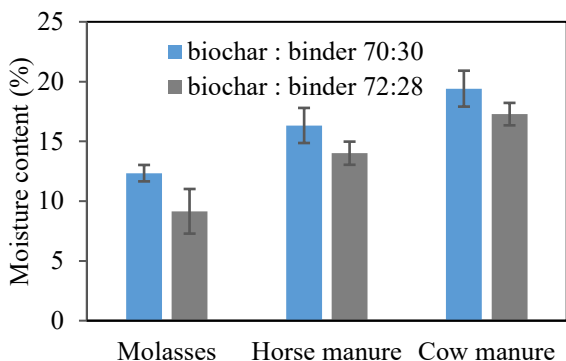 25
20
15
10
5
0
Moisture content (%)
biochar : binder 70:30
biochar : binder 72:28
Molasses Horse manure Cow manure